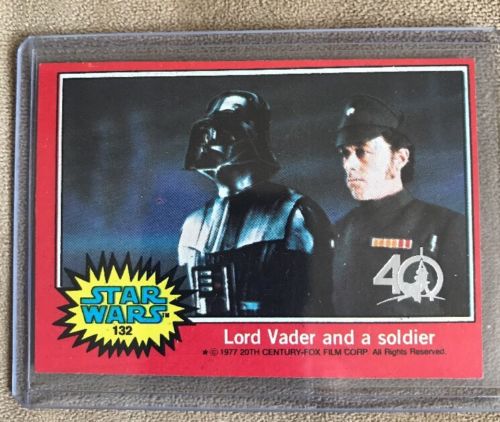 40
STAR
WARS
132
Lord Vader and a soldier
★ © 1977 20TH CENTURY-FOX FILM CORP. All Rights Reserved.